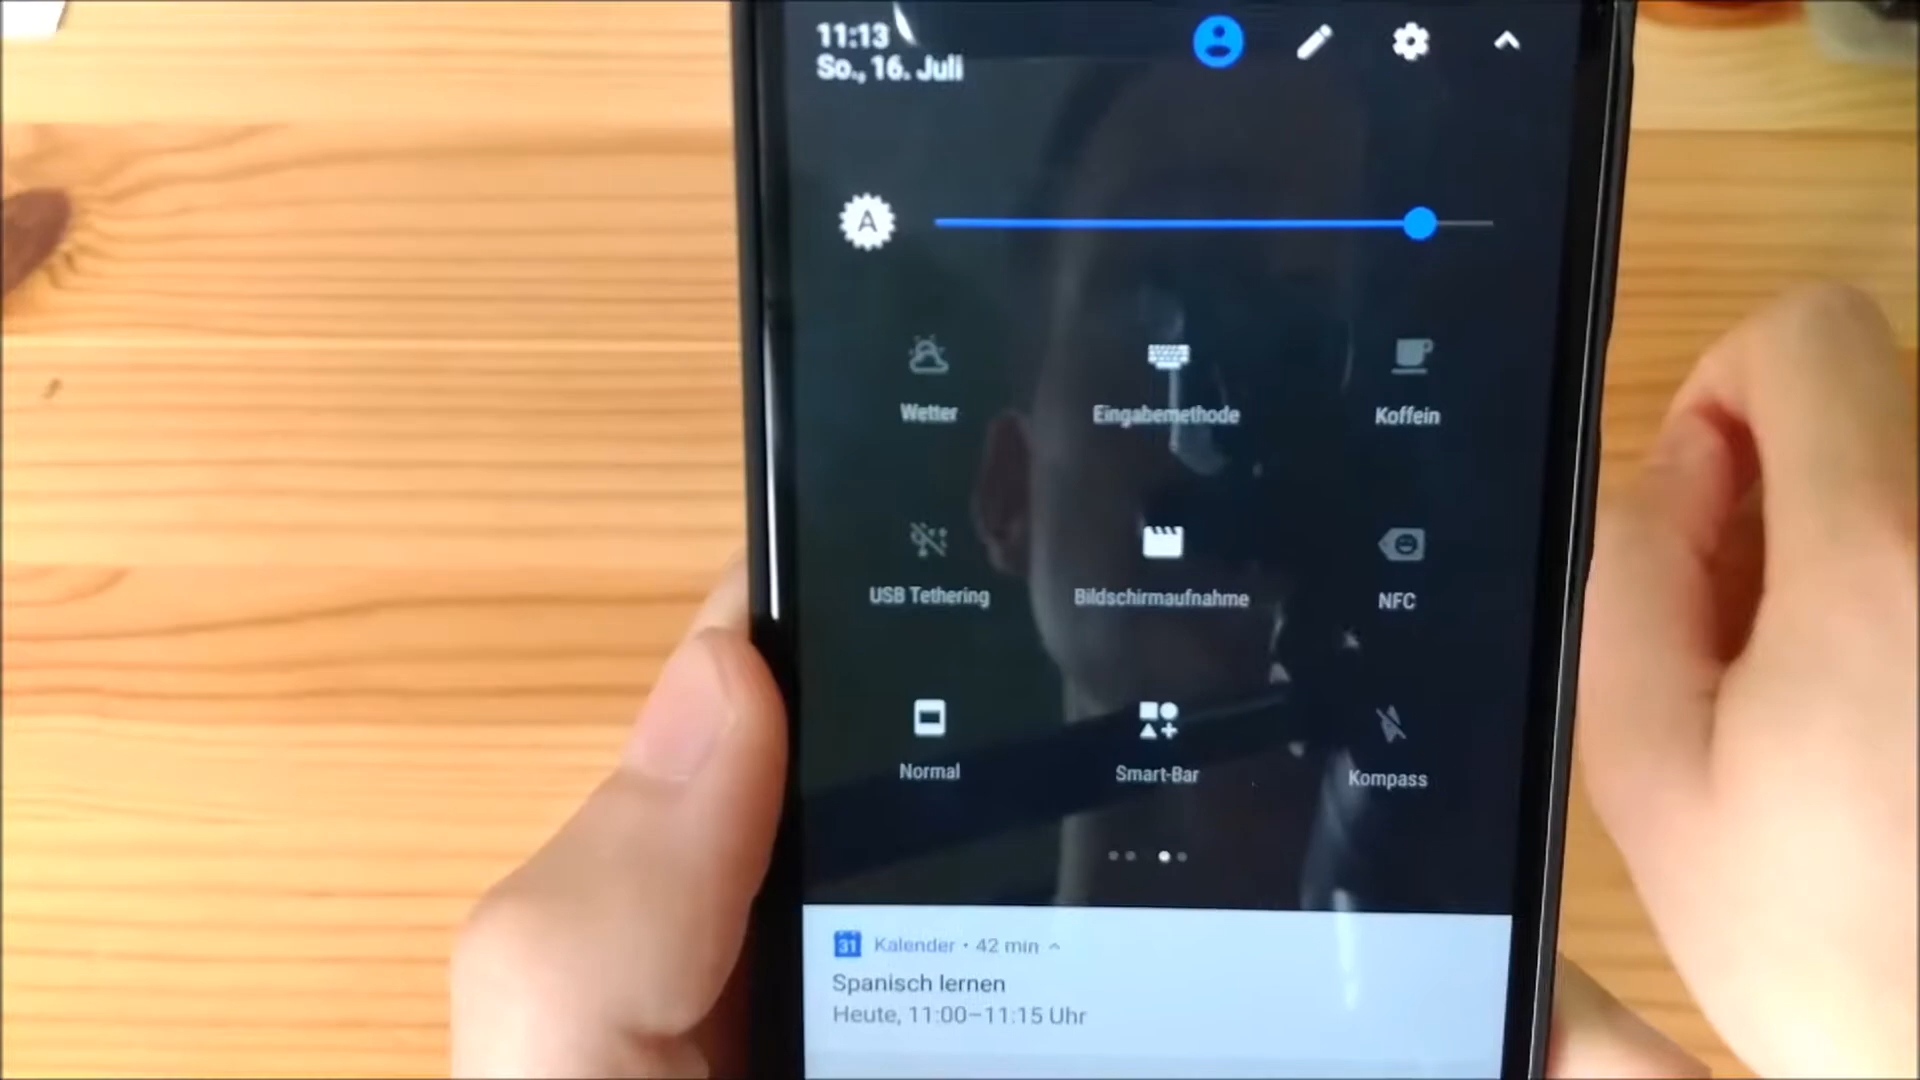 11:13
So., 16. Juli
A
Wetter
Eingabemethode
Koffein
USB Tethering
Bildschirmaufnahme
NFC
Normal
Smart-Bar
Kompass
31 Kalender • 42 min
Spanisch lernen
Heute, 11:00–11:15 Uhr